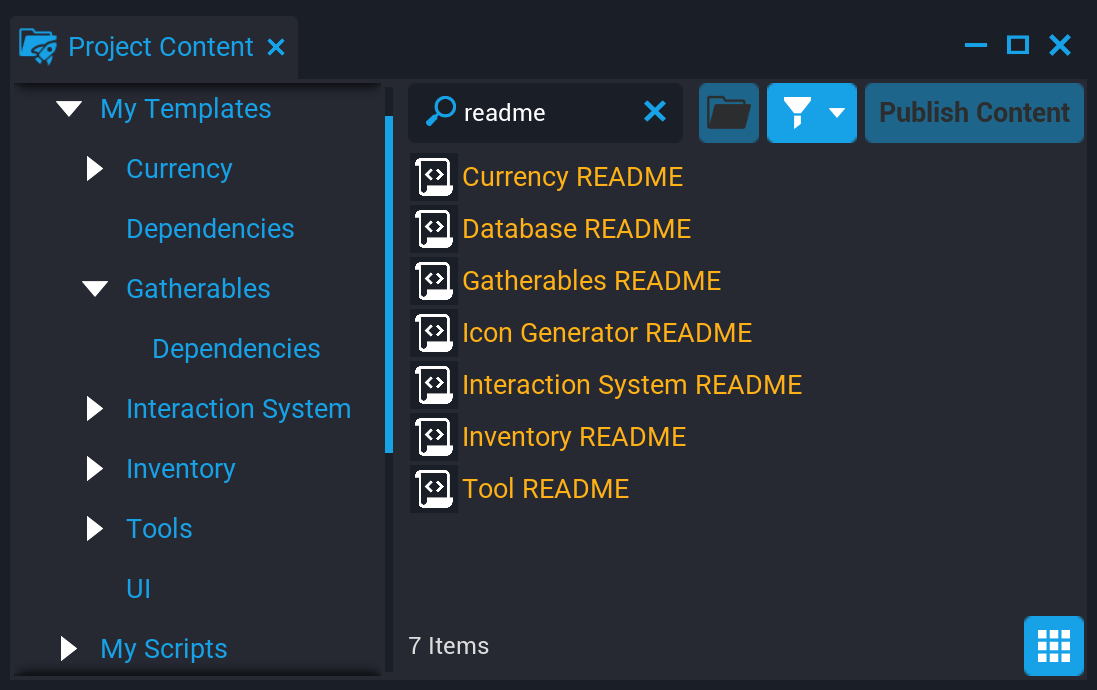 Project Content
My Templates
Currency
Dependencies
Gatherables
Dependencies
Interaction System
Inventory
Tools
UI
My Scripts
readme
Publish Content
Currency README
Database README
Gatherables README
Icon Generator README
Interaction System README
Inventory README
Tool README
7 Items